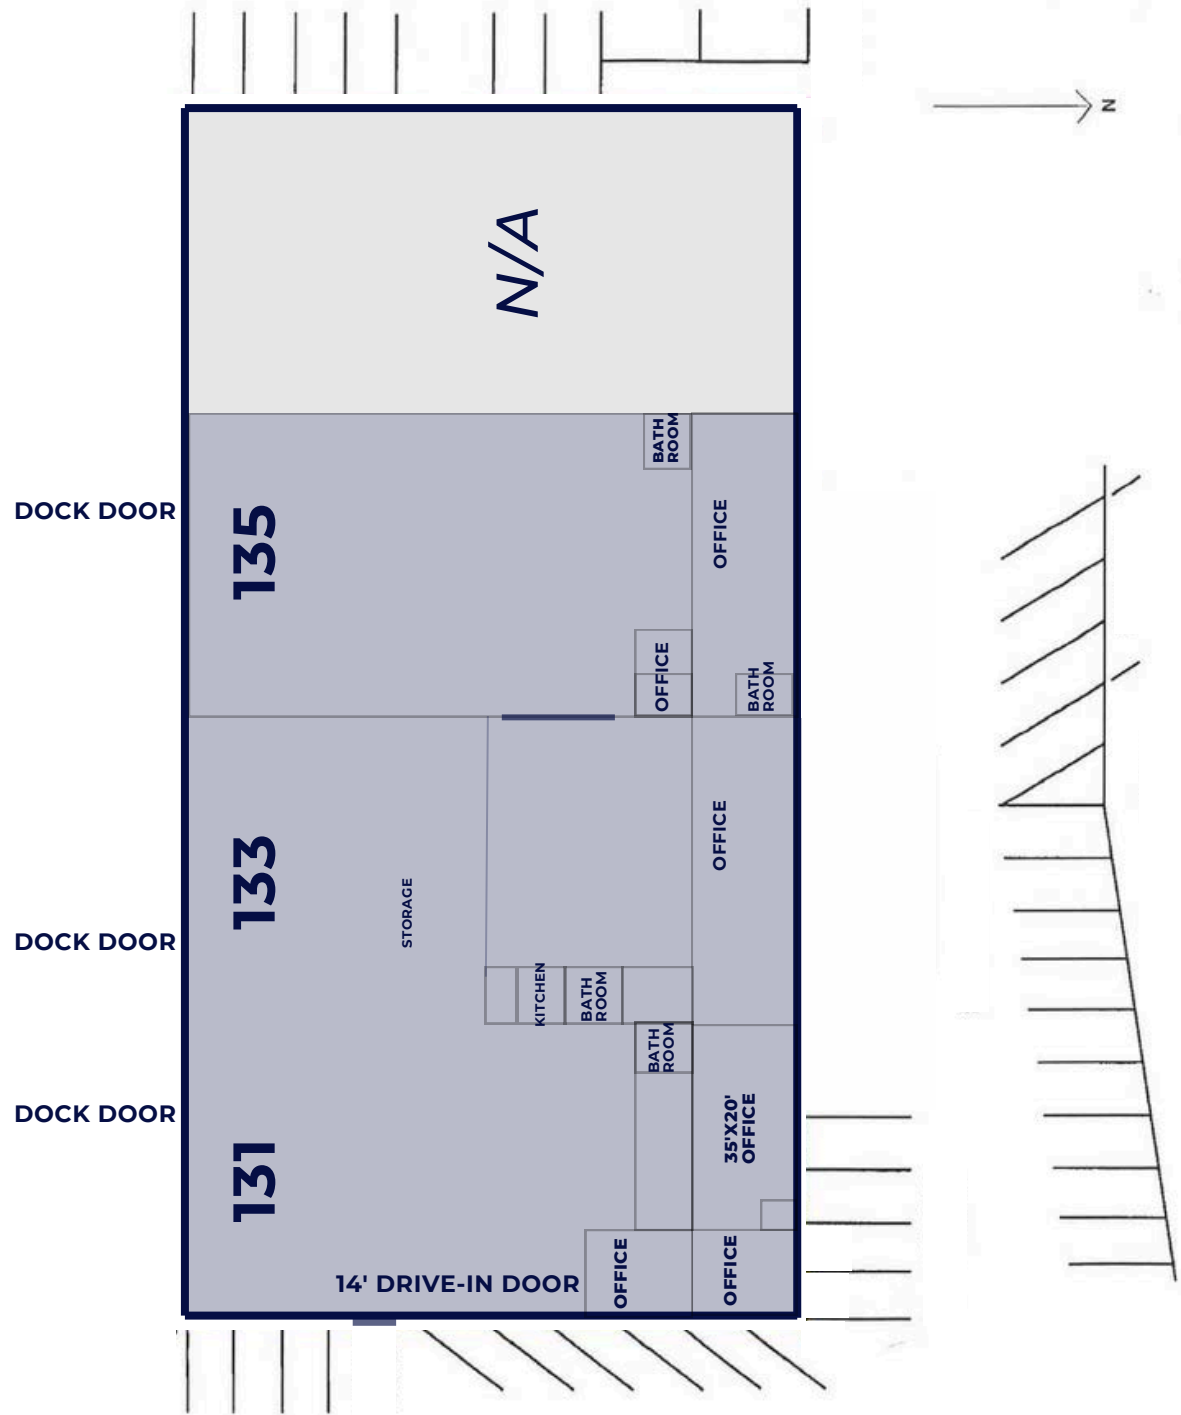 N
N/A
BATH
ROOM
DOCK DOOR
135
OFFICE
OFFICE
BATH
ROOM
133
OFFICE
STORAGE
DOCK DOOR
KITCHEN
BATH
ROOM
BATH
ROOM
DOCK DOOR
131
35'X20'
OFFICE
14' DRIVE-IN DOOR
OFFICE
OFFICE